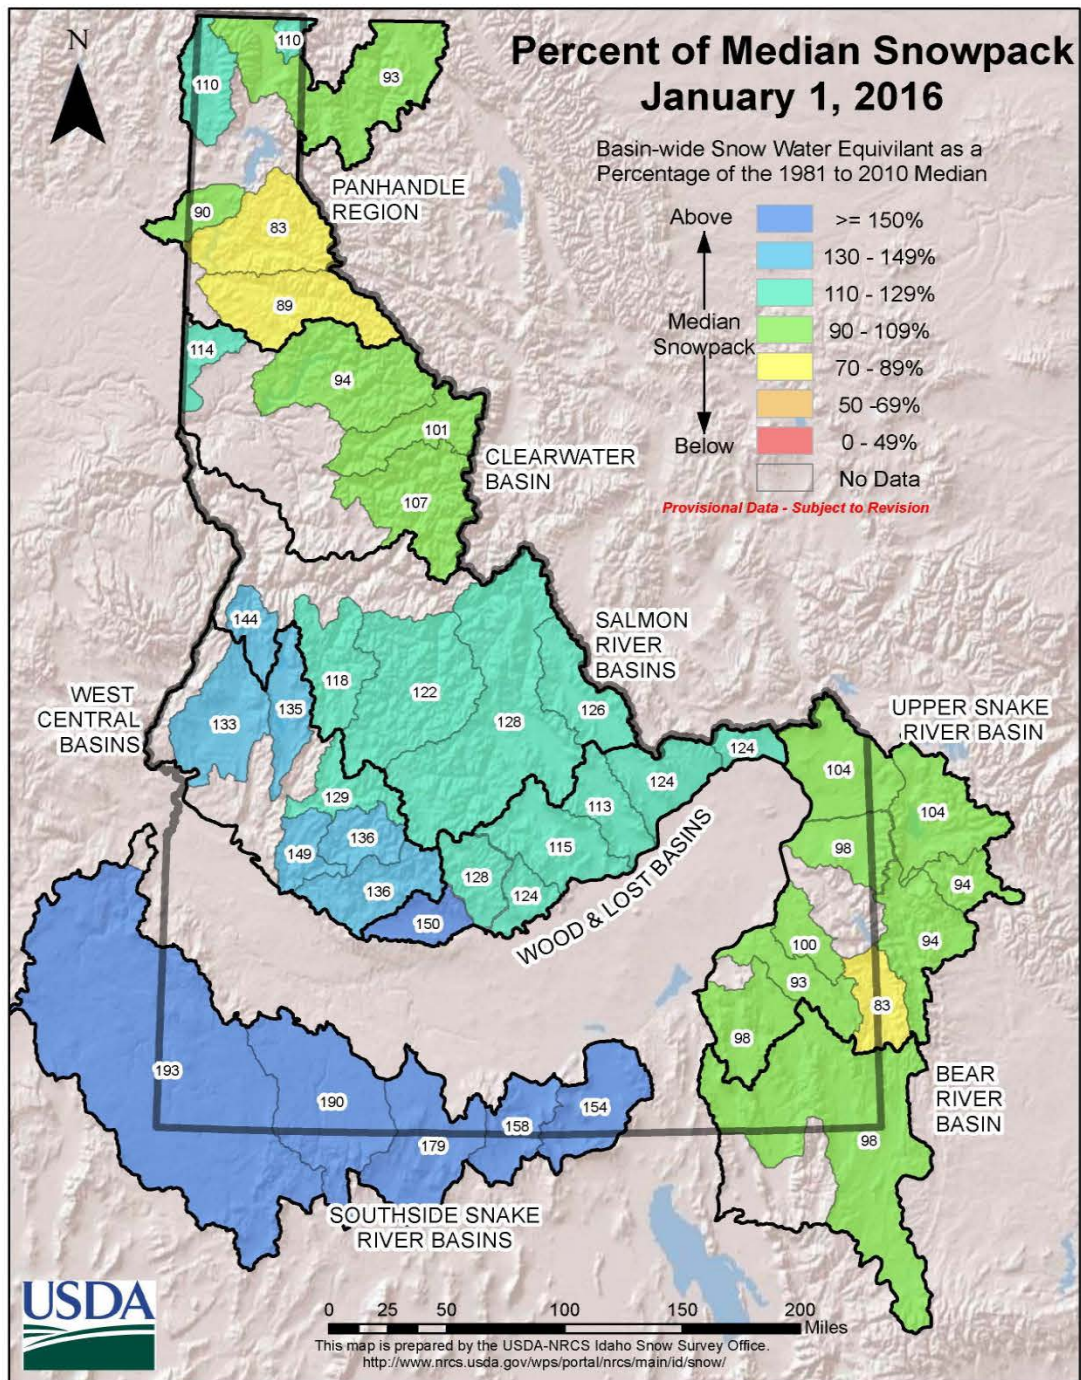 N
Percent of Median Snowpack
January 1, 2016
Basin-wide Snow Water Equivilant as a
Percentage of the 1981 to 2010 Median
Above
Median
Snowpack
Below
>= 150%
130 - 149%
110 - 129%
90 - 109%
70 - 89%
50 -69%
0 - 49%
No Data
Provisional Data - Subject to Revision
110
110
93
PANHANDLE
REGION
90
83
89
114
94
101
107
CLEARWATER
BASIN
144
118
122
128
126
SALMON
RIVER
BASINS
WEST
CENTRAL
BASINS
133
135
129
149
136
136
150
128
124
115
113
124
124
WOOD & LOST BASINS
UPPER SNAKE
RIVER BASIN
104
104
98
94
94
100
93
83
98
BEAR
RIVER
BASIN
98
193
190
179
158
154
SOUTHSIDE SNAKE
RIVER BASINS
USDA
0 25 50 100 150 200
Miles
This map is prepared by the USDA-NRCS Idaho Snow Survey Office.
http://www.nrcs.usda.gov/wps/portal/nrcs/main/id/snow/